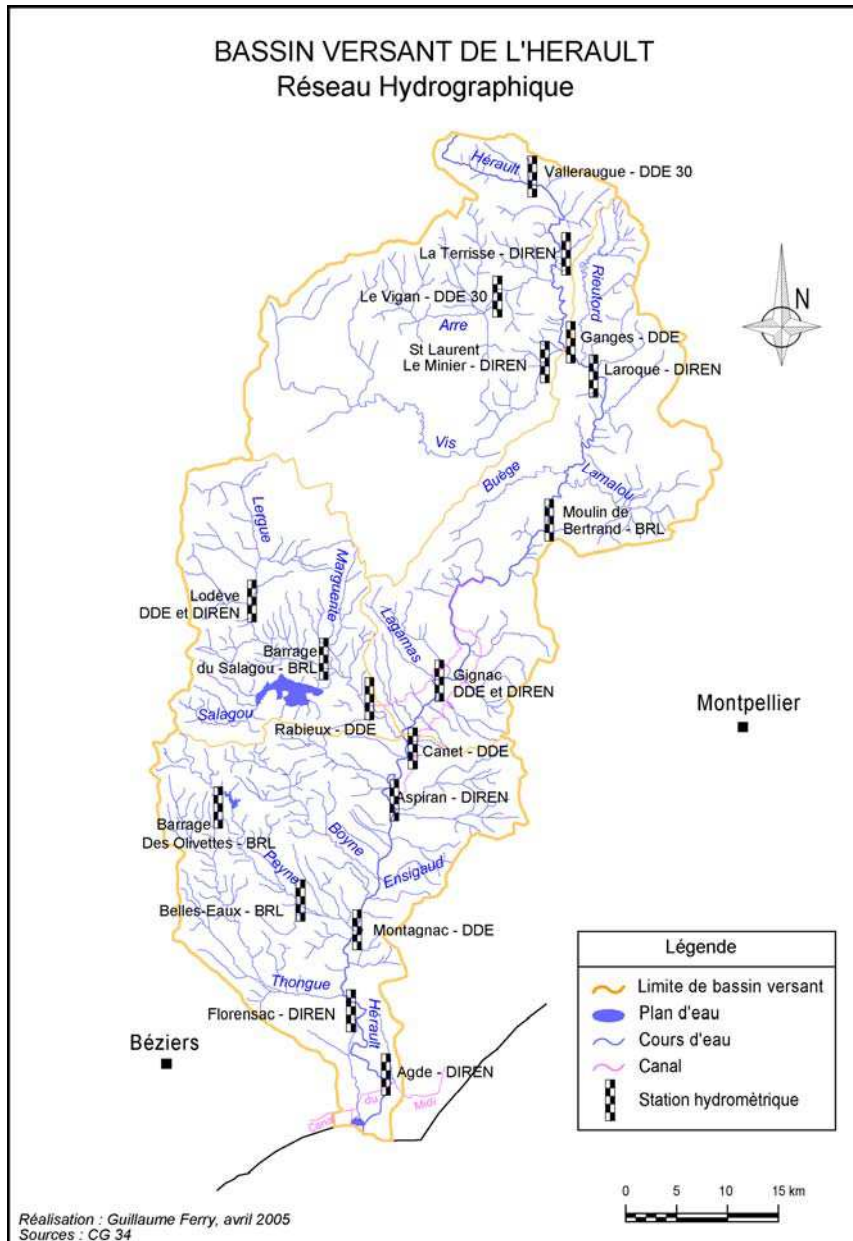 BASSIN VERSANT DE L'HERAULT
Réseau Hydrographique
Hérault
Valleraugue - DDE 30
La Terrisse - DIREN
Rieutord
Le Vigan - DDE 30
N
Arre
Ganges - DDE
St Laurent
Le Minier - DIREN
Laroque - DIREN
Vis
Buège
Lamalou
Lergue
Moulin de
Bertrand - BRL
Marguerite
Lodève
DDE et DIREN
Lagamas
Barrage
du Salagou - BRL
Gignac
DDE et DIREN
Salagou
Rabieux - DDE
Montpellier
Canet - DDE
Aspiran - DIREN
Barrage
Des Olivettes - BRL
Boyne
Peyne
Ensigaud
Belles-Eaux - BRL
Montagnac - DDE
Thongue
Florensac - DIREN
Hérault
Béziers
Agde - DIREN
Canal du Midi
Légende
Limite de bassin versant
Plan d'eau
Cours d'eau
Canal
Station hydromètrique
0 5 10 15 km
Réalisation : Guillaume Ferry, avril 2005
Sources : CG 34